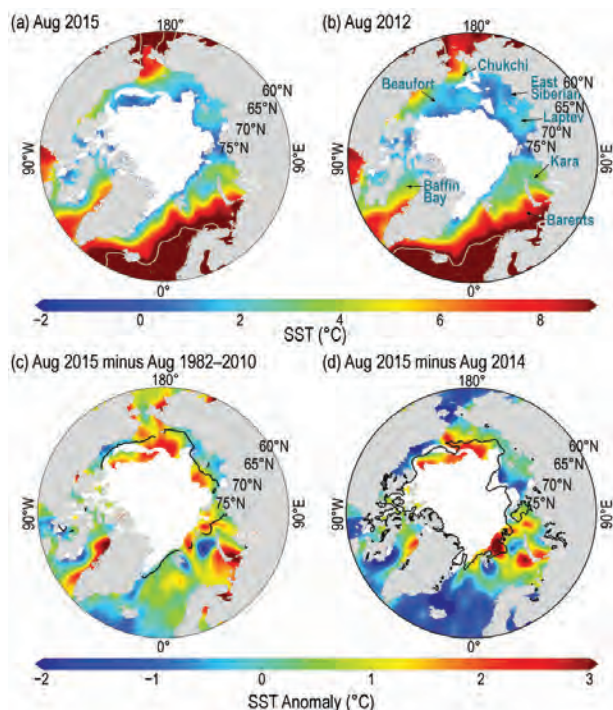 (a) Aug 2015
180°
60°N
65°N
70°N
75°N
90°W
90°E
0°
(b) Aug 2012
180°
Chukchi
Beaufort
East
Siberian
60°N
65°N
Laptev
70°N
75°N
90°W
90°E
Kara
Baffin
Bay
Barents
0°
−2 0 2 4 6 8
SST (°C)
(c) Aug 2015 minus Aug 1982–2010
180°
60°N
65°N
70°N
75°N
90°W
90°E
0°
(d) Aug 2015 minus Aug 2014
180°
60°N
65°N
70°N
75°N
90°W
90°E
0°
−2 −1 0 1 2 3
SST Anomaly (°C)